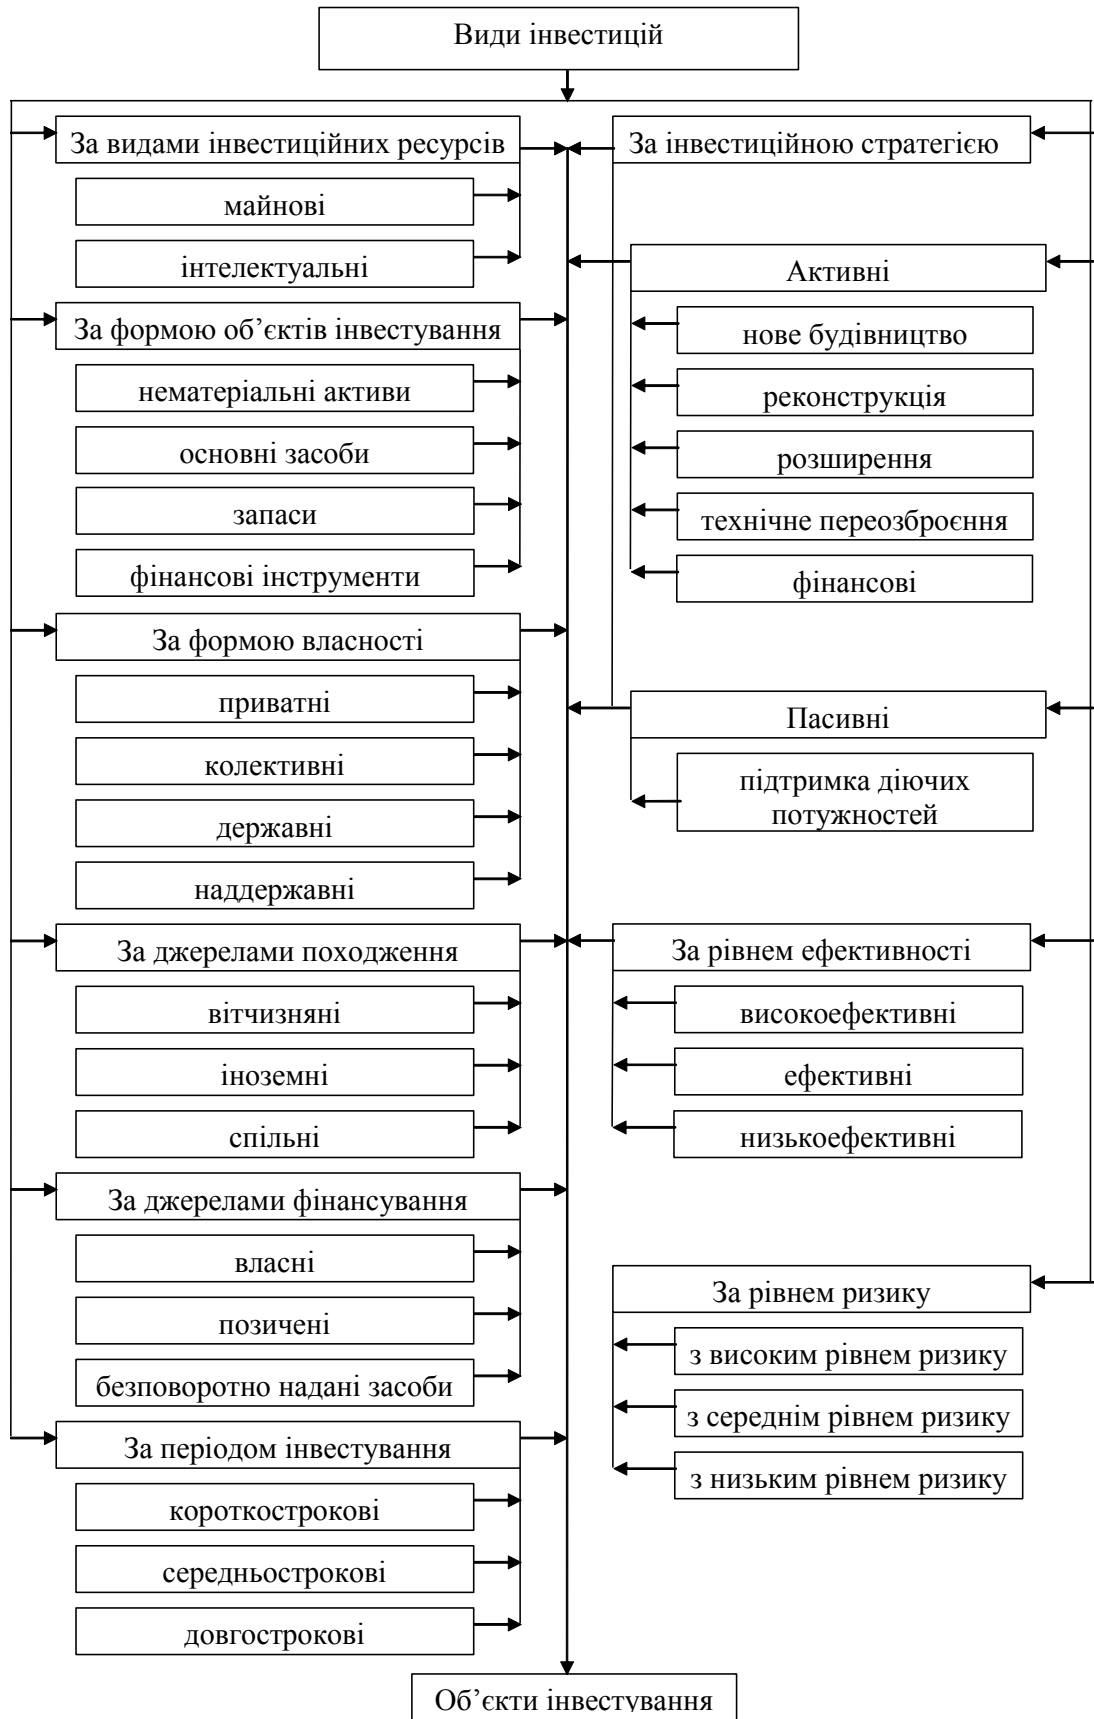 Види інвестицій
За видами інвестиційних ресурсів
майнові
інтелектуальні
За формою об’єктів інвестування
нематеріальні активи
основні засоби
запаси
фінансові інструменти
За формою власності
приватні
колективні
державні
наддержавні
За джерелами походження
вітчизняні
іноземні
спільні
За джерелами фінансування
власні
позичені
безповоротно надані засоби
За періодом інвестування
короткострокові
середньострокові
довгострокові
За інвестиційною стратегією
Активні
нове будівництво
реконструкція
розширення
технічне переозброєння
фінансові
Пасивні
підтримка діючих
потужностей
За рівнем ефективності
високоефективні
ефективні
низькоефективні
За рівнем ризику
з високим рівнем ризику
з середнім рівнем ризику
з низьким рівнем ризику
Об’єкти інвестування